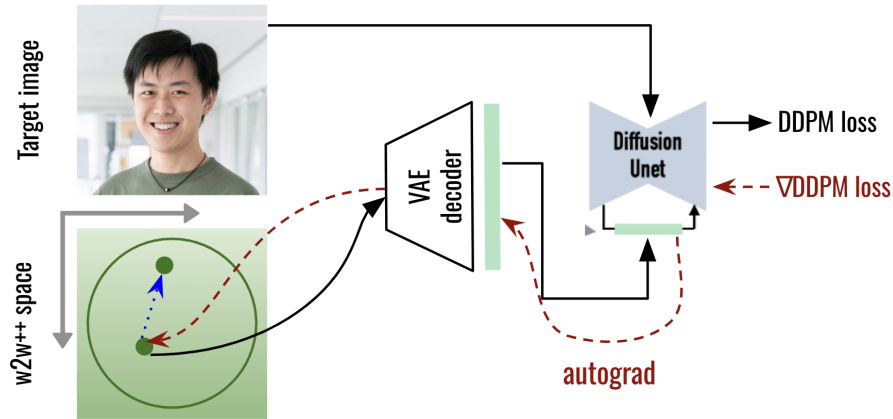 Target image
w2w++ space
VAE
decoder
Diffusion
Unet
DDPM loss
∇DDPM loss
autograd